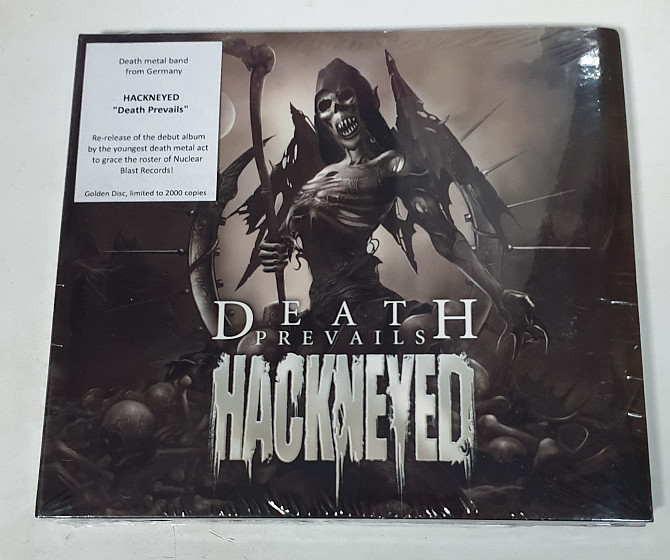 Death metal band
from Germany
HACKNEYED
"Death Prevails"
Re-release of the debut album
by the youngest death metal act
to grace the roster of Nuclear
Blast Records!
Golden Disc, limited to 2000 copies
DEATH
PREVAILS
HACKNEYED